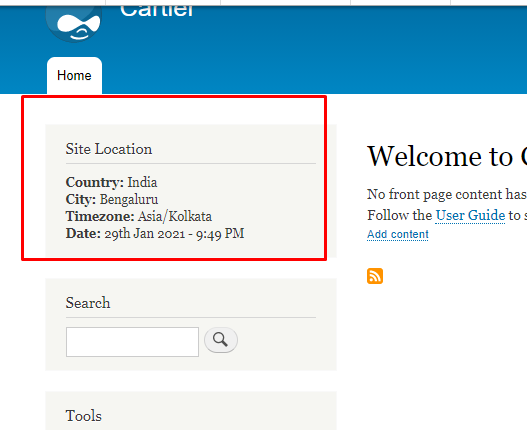 Cartier
Home
Site Location
Country: India
City: Bengaluru
Timezone: Asia/Kolkata
Date: 29th Jan 2021 - 9:49 PM
Search
Tools
Welcome to
No front page content has
Follow the User Guide to
Add content